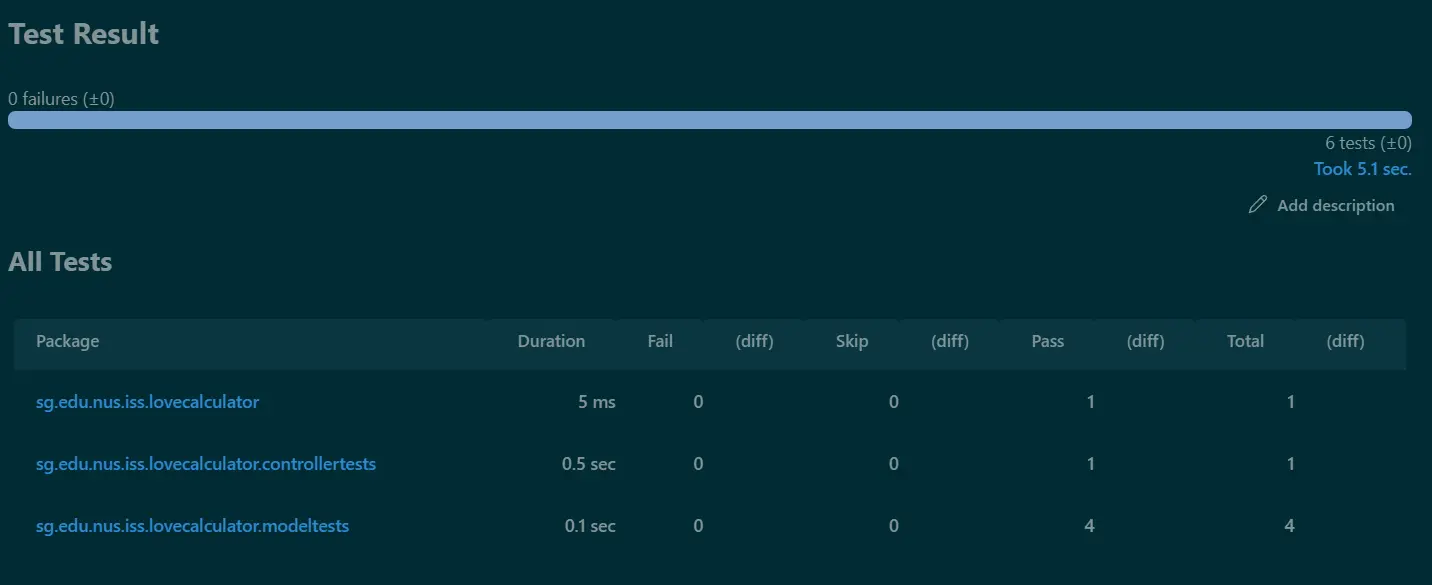 Test Result
0 failures (±0)
6 tests (±0)
Took 5.1 sec.
Add description
All Tests
Package Duration Fail (diff) Skip (diff) Pass (diff) Total (diff)
sg.edu.nus.iss.lovecalculator 5 ms 0 0 1 1
sg.edu.nus.iss.lovecalculator.controllertests 0.5 sec 0 0 1 1
sg.edu.nus.iss.lovecalculator.modeltests 0.1 sec 0 0 4 4